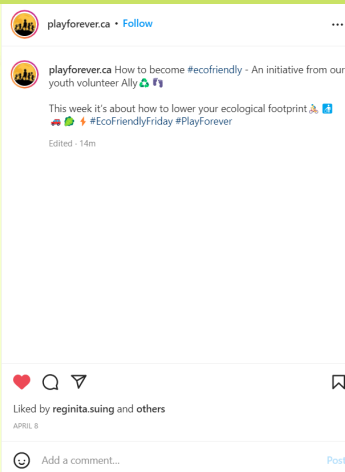 playforever.ca • Follow
playforever.ca How to become #ecofriendly - An initiative from our
youth volunteer Ally♻️👣
This week it's about how to lower your ecological footprint🚴🚮
🚗🥬⚡#EcoFriendlyFriday #PlayForever
Edited · 14m
Liked by reginita.suing and others
APRIL 8
Add a comment...
Post